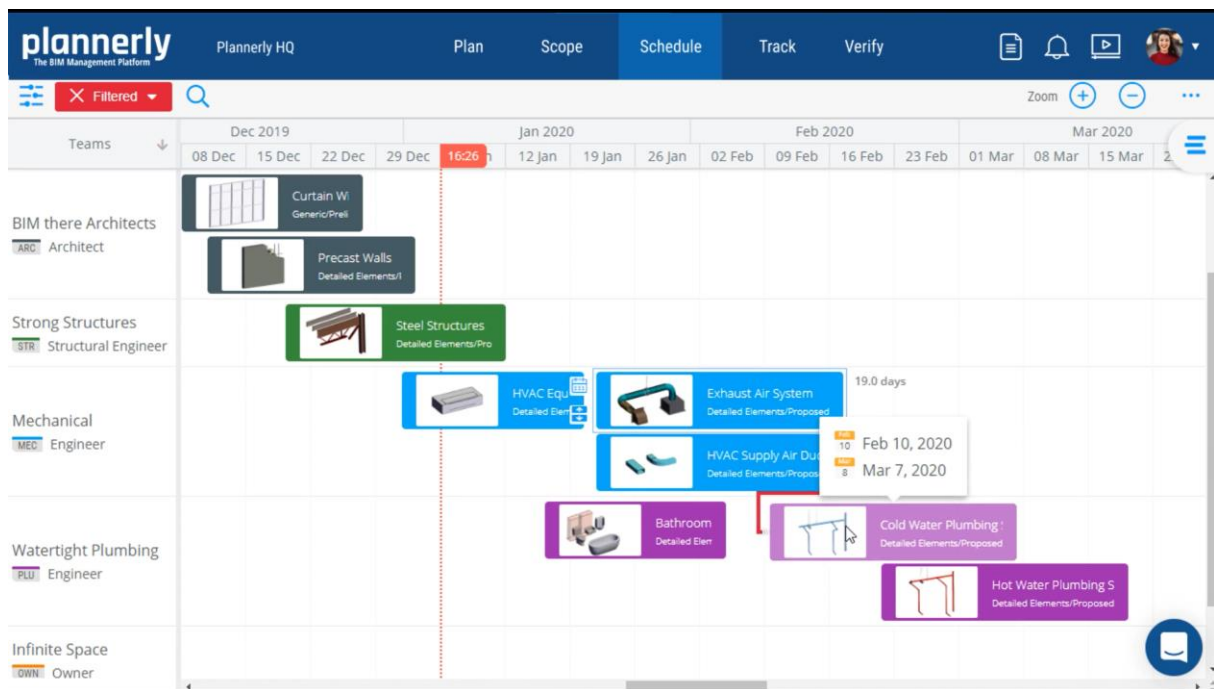 plannerly
The BIM Management Platform
Plannerly HQ
Plan
Scope
Schedule
Track
Verify
Filtered
Zoom
Teams
Dec 2019
Jan 2020
Feb 2020
Mar 2020
08 Dec
15 Dec
22 Dec
29 Dec
16:26
12 Jan
19 Jan
26 Jan
02 Feb
09 Feb
16 Feb
23 Feb
01 Mar
08 Mar
15 Mar
BIM there Architects
ARC Architect
Curtain Wi
Generic/Preli
Precast Walls
Detailed Elements/
Strong Structures
STR Structural Engineer
Steel Structures
Detailed Elements/Pro
Mechanical
MEC Engineer
HVAC Equ
Detailed Elem
Exhaust Air System
Detailed Elements/Proposed
19.0 days
HVAC Supply Air Du
Detailed Elements/Propos
Feb
10
Feb 10, 2020
Mar
8
Mar 7, 2020
Watertight Plumbing
PLU Engineer
Bathroom
Detailed Elem
Cold Water Plumbing
Detailed Elements/Proposed
Hot Water Plumbing S
Detailed Elements/Proposed
Infinite Space
OWN Owner